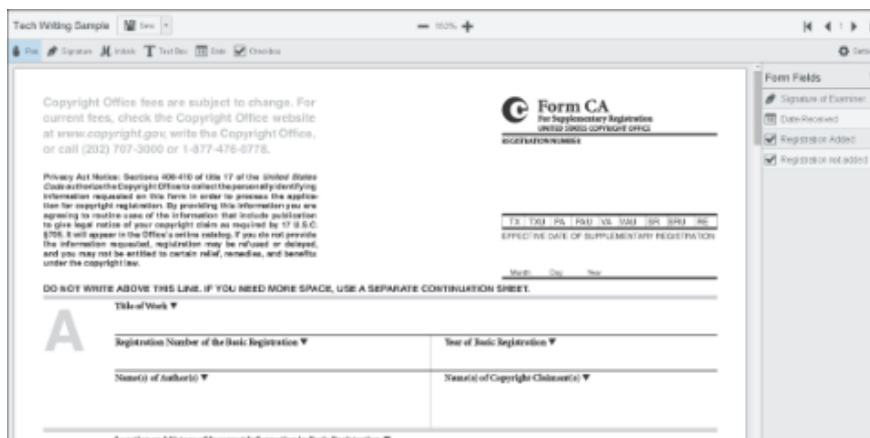 Tech Writing Sample Save
Pen Signature Initials Text Box Date Checkbox
Form Fields
Signature of Examiner
Date Received
Registration Added
Registration not added
Copyright Office fees are subject to change. For
current fees, check the Copyright Office website
at www.copyright.gov, write the Copyright Office,
or call (202) 707-3000 or 1-877-476-0778.
Privacy Act Notice: Sections 408-410 of title 17 of the United States
Code authorize the Copyright Office to collect the personally identifying
information requested on this form in order to process the applica-
tion for copyright registration. By providing this information you are
agreeing to routine uses of the information that include publication
to give legal notice of your copyright claim as required by 17 U.S.C.
§705. It will appear in the Office's online catalog. If you do not provide
the information requested, registration may be refused or delayed,
and you may not be entitled to certain relief, remedies, and benefits
under the copyright law.
Form CA
For Supplementary Registration
UNITED STATES COPYRIGHT OFFICE
REGISTRATION NUMBER
TX TXU PA PAU VA VAU SR SRU RE
EFFECTIVE DATE OF SUPPLEMENTARY REGISTRATION
Month Day Year
DO NOT WRITE ABOVE THIS LINE. IF YOU NEED MORE SPACE, USE A SEPARATE CONTINUATION SHEET.
A
Title of Work ▼
Registration Number of the Basic Registration ▼
Year of Basic Registration ▼
Name(s) of Author(s) ▼
Name(s) of Copyright Claimant(s) ▼